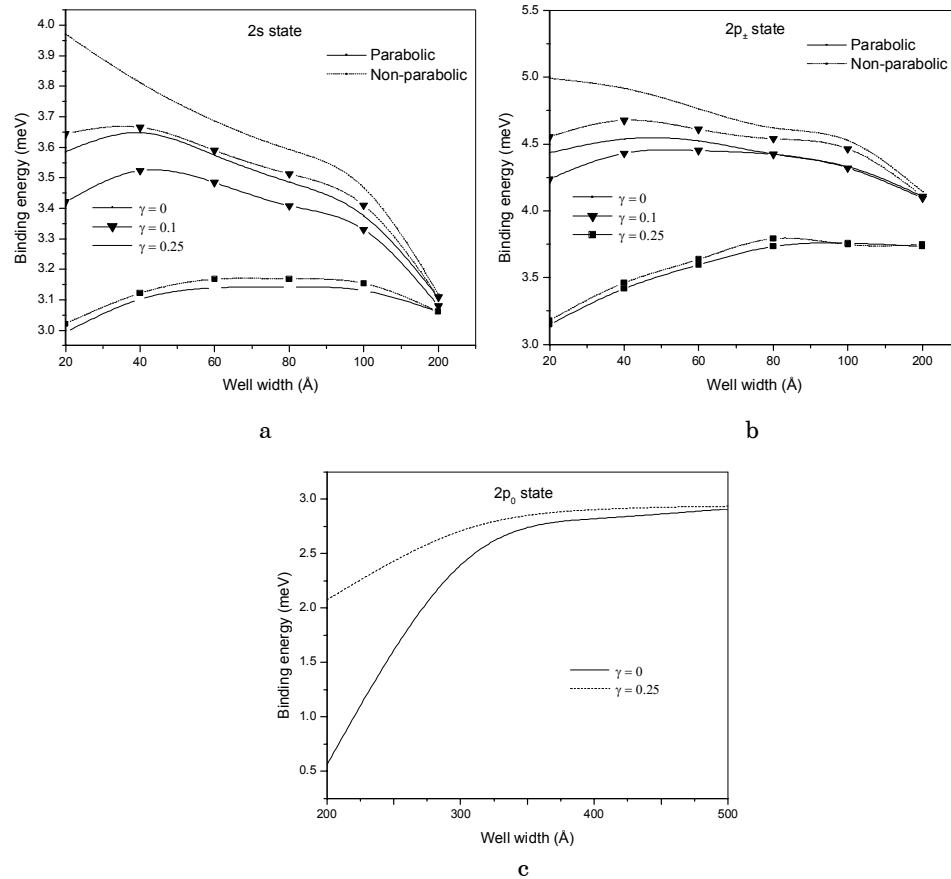 2s state
Parabolic
Non-parabolic
γ = 0
γ = 0.1
γ = 0.25
Binding energy (meV)
4.0
3.9
3.8
3.7
3.6
3.5
3.4
3.3
3.2
3.1
3.0
20 40 60 80 100 200
Well width (Å)
a
2p± state
Parabolic
Non-parabolic
γ = 0
γ = 0.1
γ = 0.25
Binding energy (meV)
5.5
5.0
4.5
4.0
3.5
3.0
20 40 60 80 100 200
Well width (Å)
b
2p₀ state
γ = 0
γ = 0.25
Binding energy (meV)
3.0
2.5
2.0
1.5
1.0
0.5
200 300 400 500
Well width (Å)
c